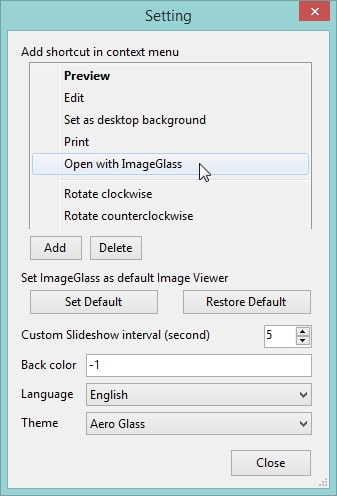 Setting
Add shortcut in context menu
Preview
Edit
Set as desktop background
Print
Open with ImageGlass
Rotate clockwise
Rotate counterclockwise
Add Delete
Set ImageGlass as default Image Viewer
Set Default Restore Default
Custom Slideshow interval (second) 5
Back color -1
Language English
Theme Aero Glass
Close